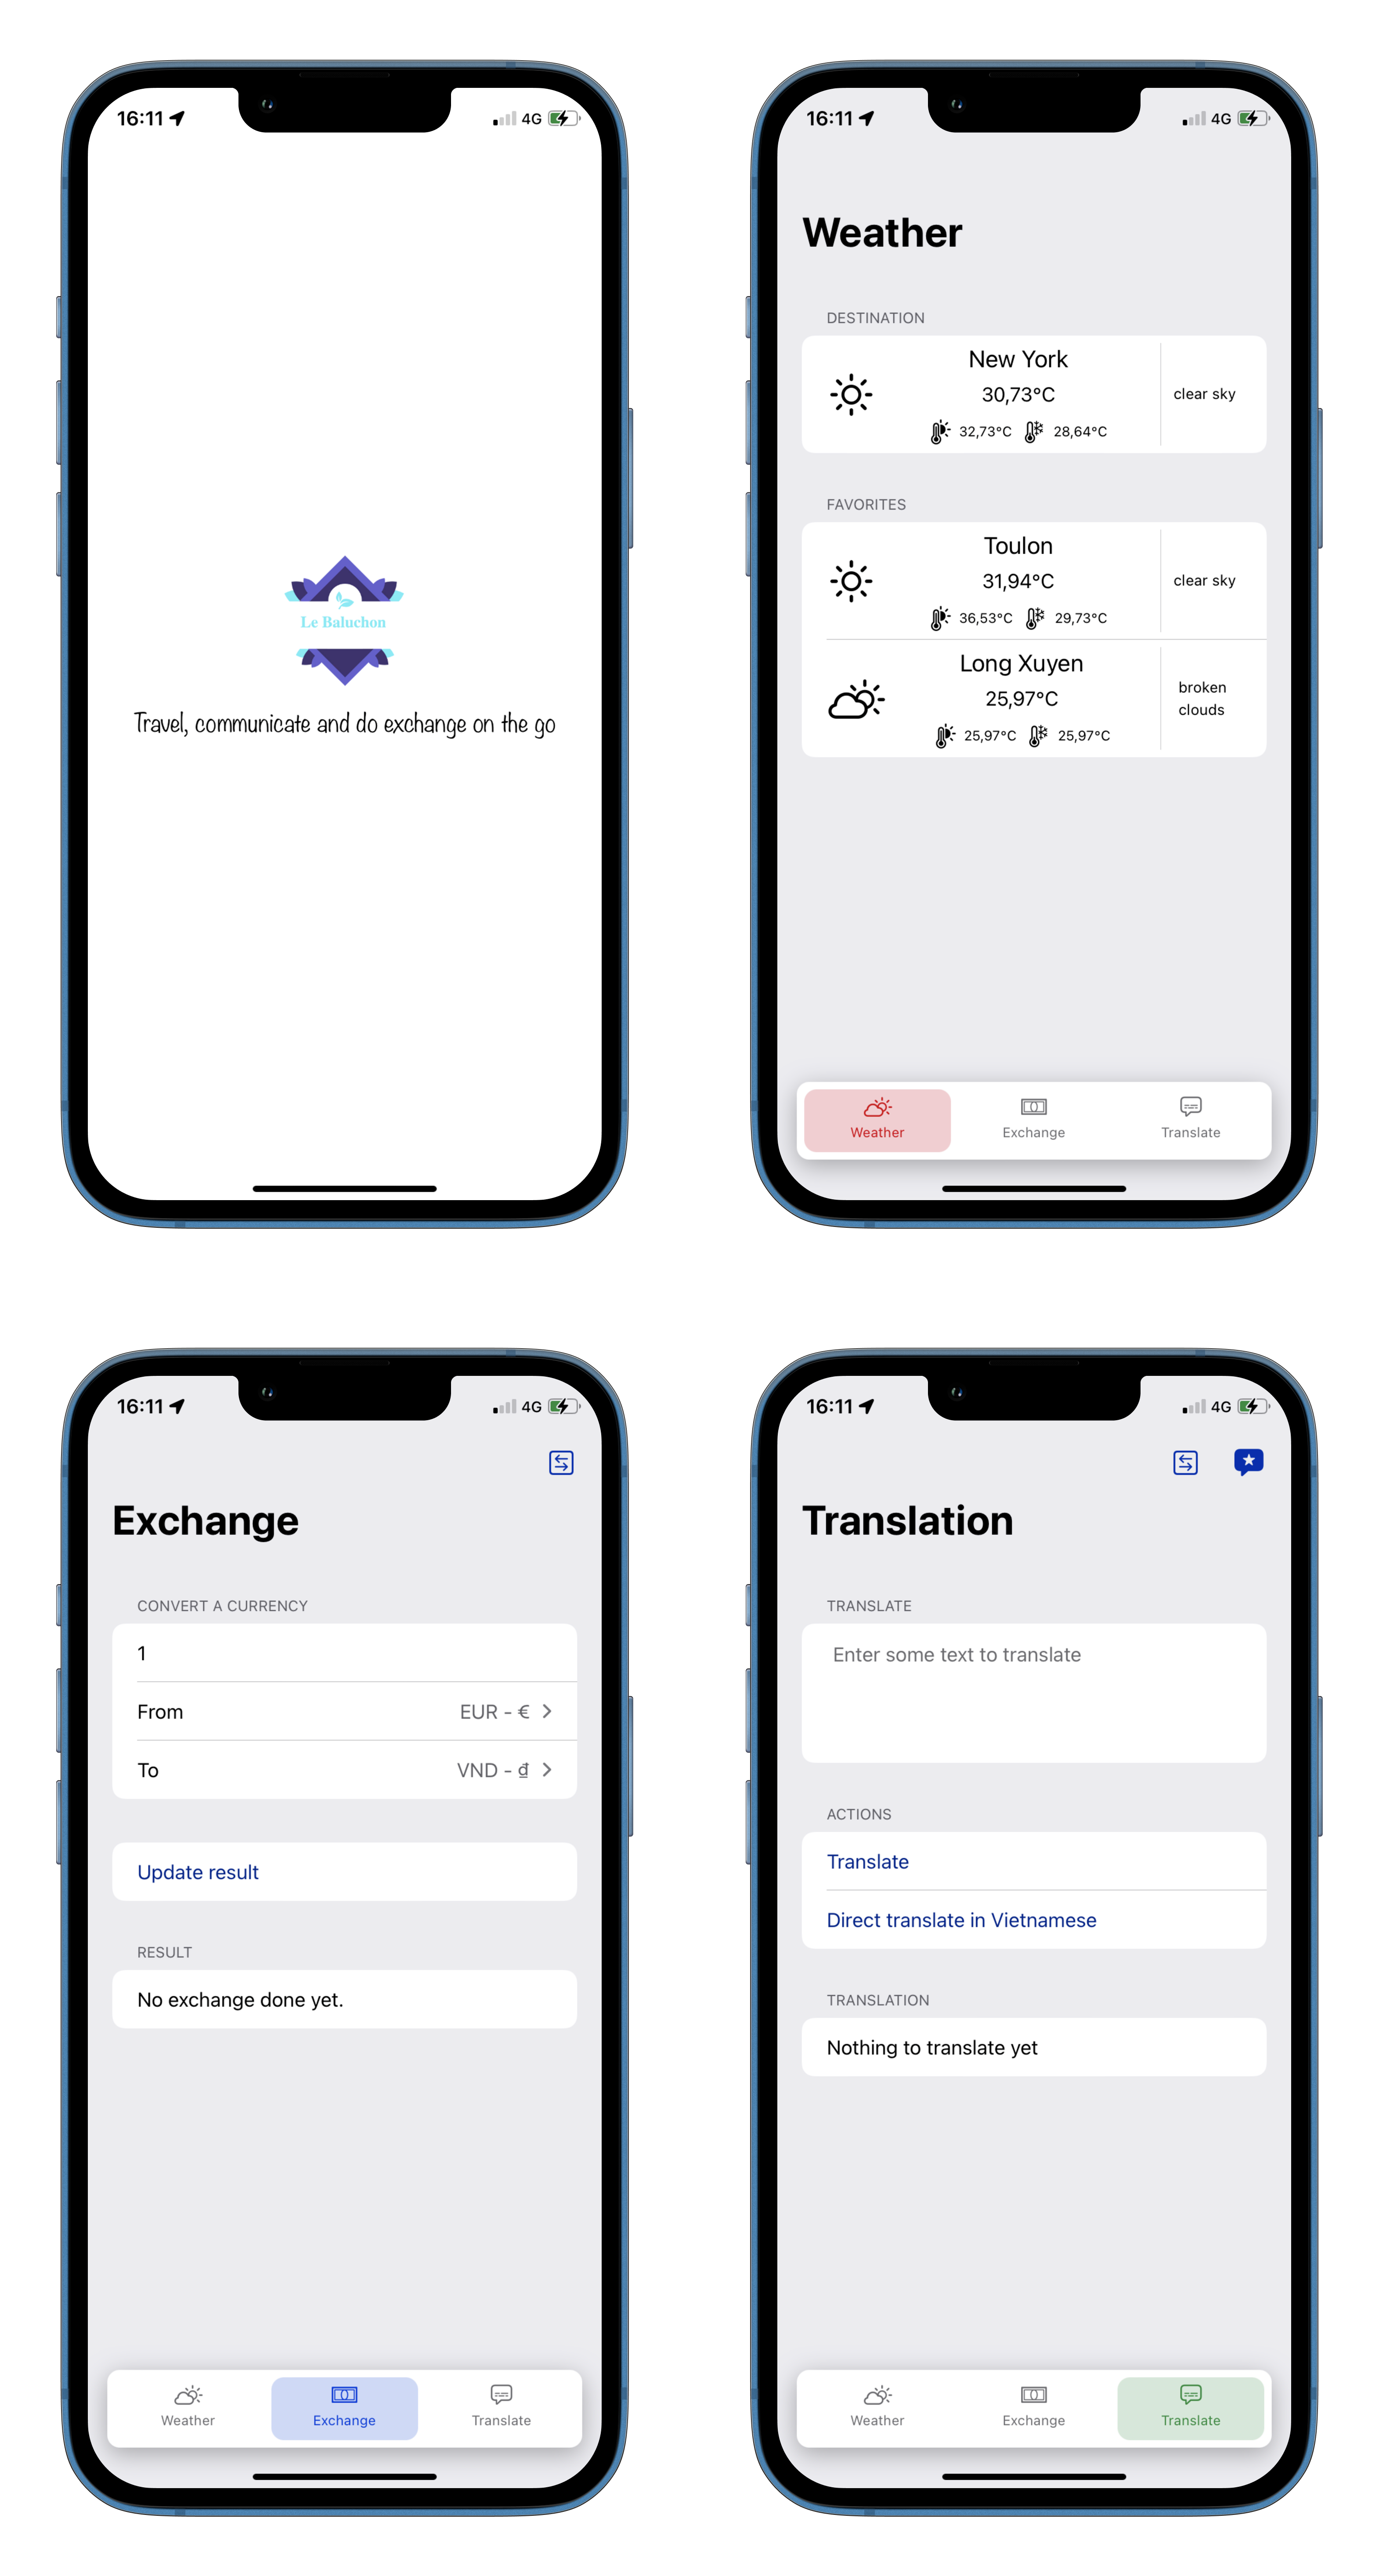 16:11
4G
Le Baluchon
Travel, communicate and do exchange on the go
16:11
4G
Weather
DESTINATION
New York
30,73°C
32,73°C 28,64°C
clear sky
FAVORITES
Toulon
31,94°C
36,53°C 29,73°C
clear sky
Long Xuyen
25,97°C
25,97°C 25,97°C
broken
clouds
Weather Exchange Translate
16:11
4G
Exchange
CONVERT A CURRENCY
1
From EUR - €
To VND - ₫
Update result
RESULT
No exchange done yet.
Weather Exchange Translate
16:11
4G
Translation
TRANSLATE
Enter some text to translate
ACTIONS
Translate
Direct translate in Vietnamese
TRANSLATION
Nothing to translate yet
Weather Exchange Translate